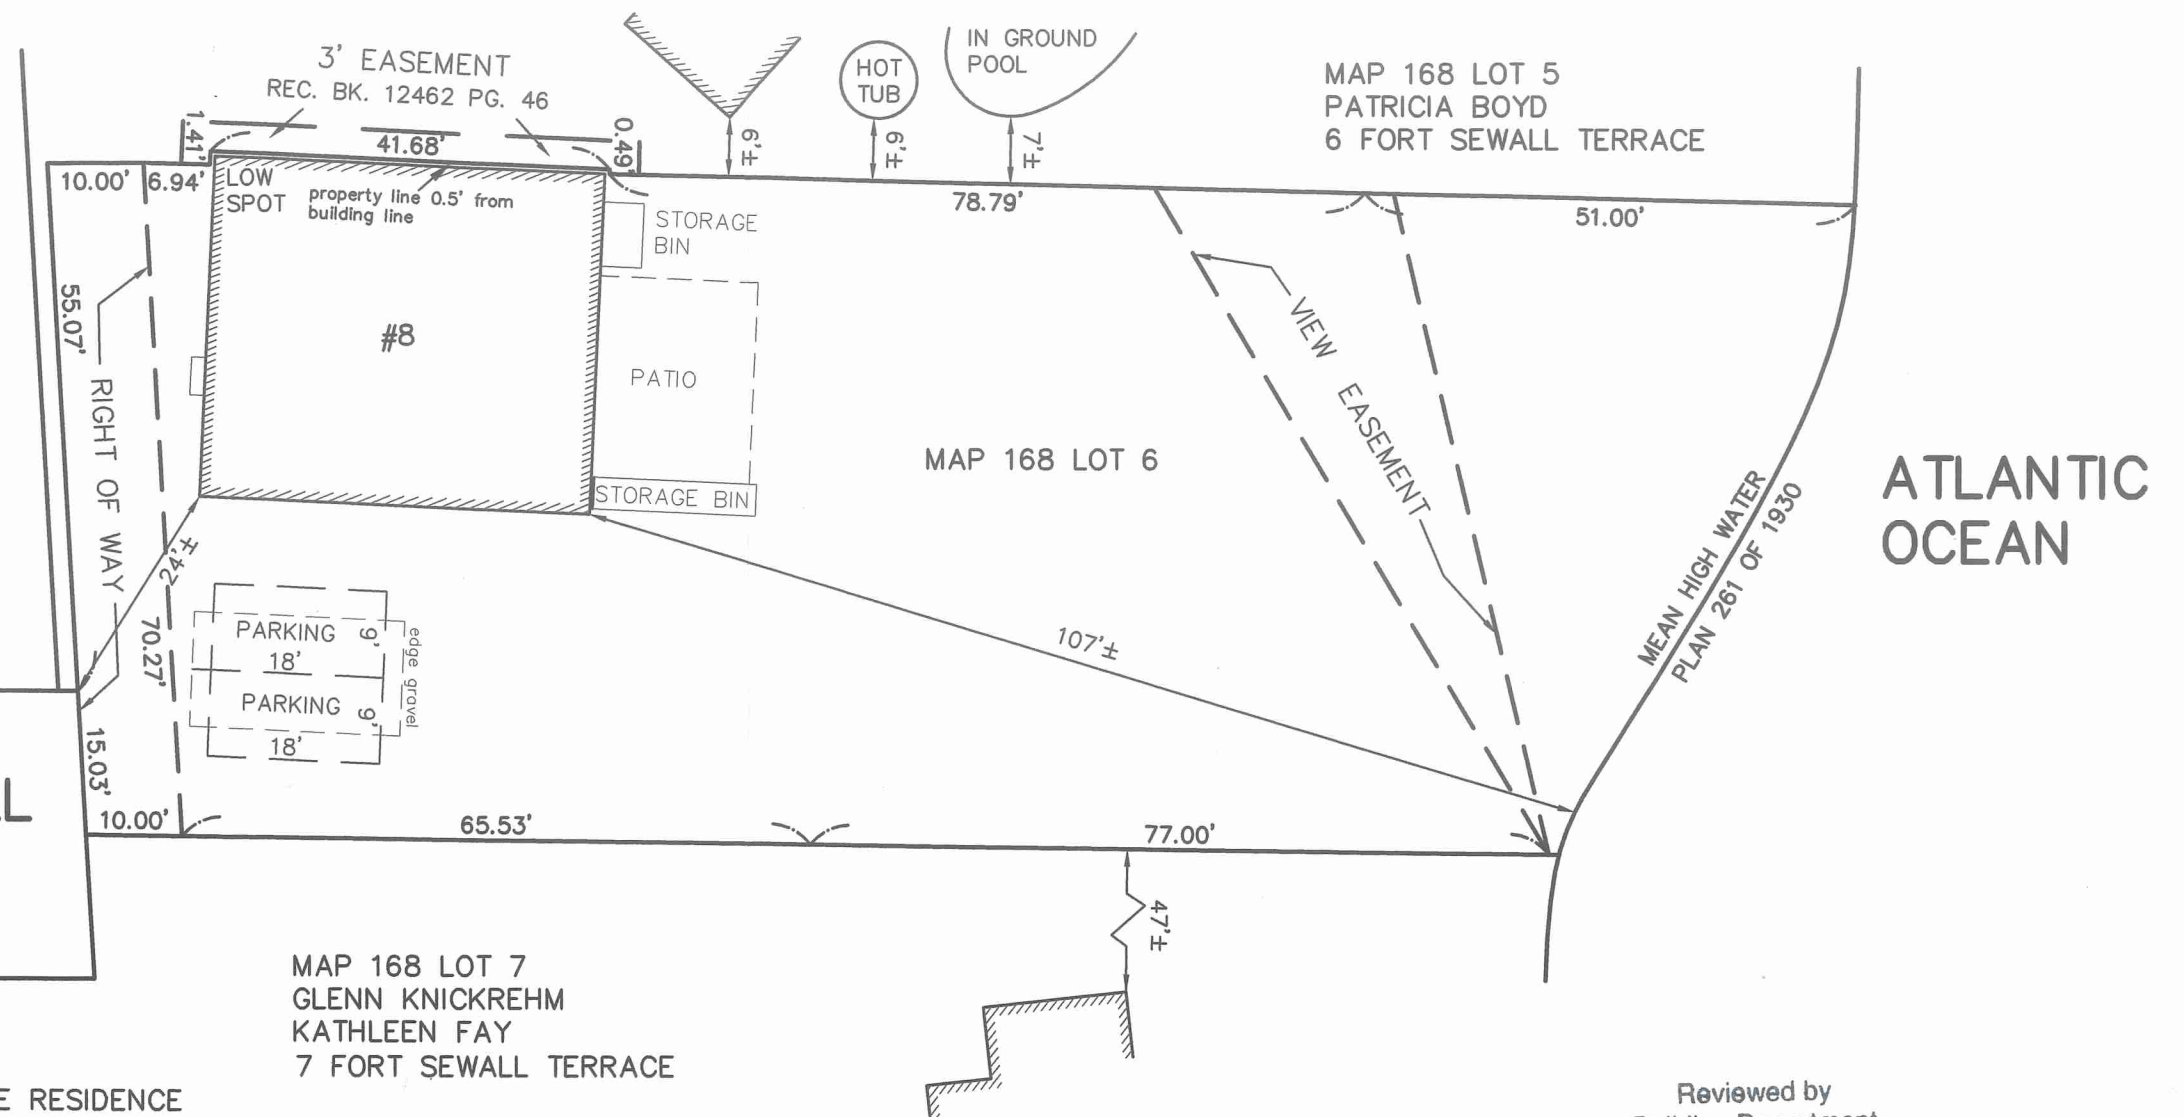 3' EASEMENT
REC. BK. 12462 PG. 46
1.41'
41.68'
0.49'
6'±
HOT
TUB
6'±
IN GROUND
POOL
7'±
MAP 168 LOT 5
PATRICIA BOYD
6 FORT SEWALL TERRACE
10.00'
6.94'
LOW
SPOT
property line 0.5' from
building line
STORAGE
BIN
78.79'
51.00'
55.07'
RIGHT OF WAY
#8
PATIO
STORAGE BIN
VIEW EASEMENT
MAP 168 LOT 6
MEAN HIGH WATER
PLAN 261 OF 1930
ATLANTIC
OCEAN
24'±
70.27'
107'±
PARKING
9'
18'
PARKING
9'
18'
edge gravel
15.03'
10.00'
65.53'
77.00'
47'±
MAP 168 LOT 7
GLENN KNICKREHM
KATHLEEN FAY
7 FORT SEWALL TERRACE
RESIDENCE
Reviewed by